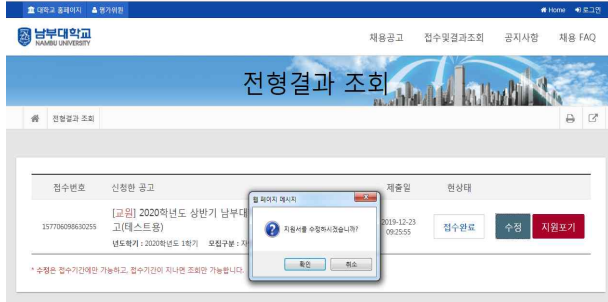 대학교 홈페이지 평가위원 Home 로그인
남부대학교
NAMBU UNIVERSITY
채용공고 접수및결과조회 공지사항 채용 FAQ
전형결과 조회
전형결과 조회
접수번호 신청한 공고 제출일 현상태
157706098630255
[교원] 2020학년도 상반기 남부대
고(테스트용)
년도학기 : 2020학년도 1학기 모집구분 :
웹 페이지 메시지
지원서를 수정하시겠습니까?
확인 취소
2019-12-23
09:25:55
접수완료 수정 지원포기
* 수정은 접수기간에만 가능하고, 접수기간이 지나면 조회만 가능합니다.